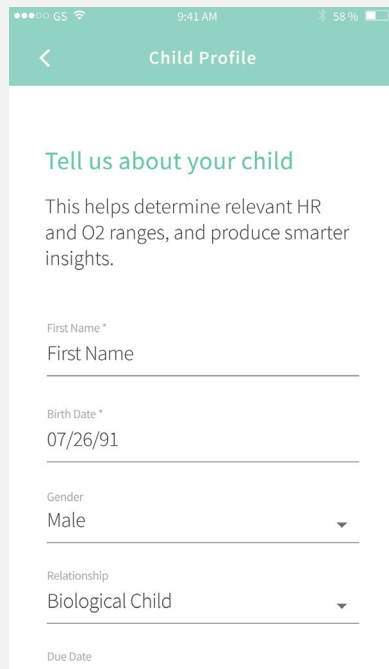 GS 9:41 AM 58 %
Child Profile
Tell us about your child
This helps determine relevant HR
and O2 ranges, and produce smarter
insights.
First Name *
First Name
Birth Date *
07/26/91
Gender
Male
Relationship
Biological Child
Due Date